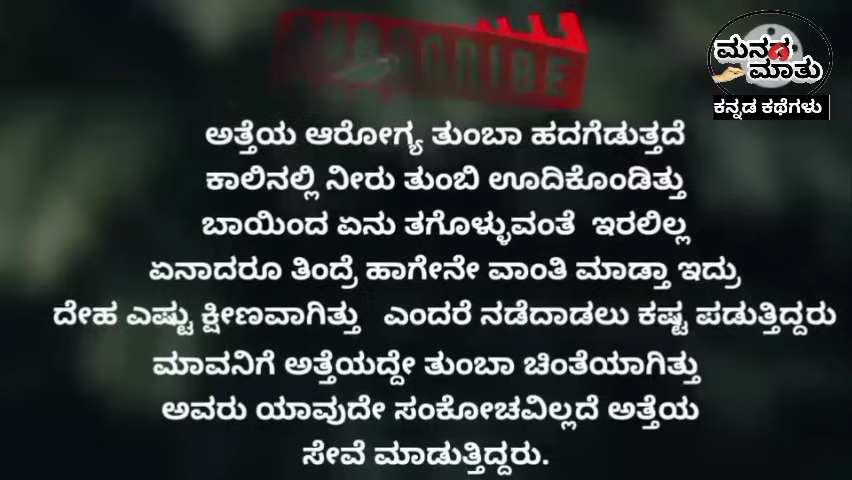 SUBSCRIBE
ಮನದ ಮಾತು
ಕನ್ನಡ ಕಥೆಗಳು
ಅತ್ತೆಯ ಆರೋಗ್ಯ ತುಂಬಾ ಹದಗೆಡುತ್ತದೆ
ಕಾಲಿನಲ್ಲಿ ನೀರು ತುಂಬಿ ಊದಿಕೊಂಡಿತ್ತು
ಬಾಯಿಂದ ಏನು ತಗೊಳ್ಳುವಂತೆ ಇರಲಿಲ್ಲ
ಏನಾದರೂ ತಿಂದ್ರೆ ಹಾಗೇನೇ ವಾಂತಿ ಮಾಡ್ತಾ ಇದ್ರು
ದೇಹ ಎಷ್ಟು ಕ್ಷೀಣವಾಗಿತ್ತು ಎಂದರೆ ನಡೆದಾಡಲು ಕಷ್ಟ ಪಡುತ್ತಿದ್ದರು
ಮಾವನಿಗೆ ಅತ್ತೆಯದ್ದೇ ತುಂಬಾ ಚಿಂತೆಯಾಗಿತ್ತು
ಅವರು ಯಾವುದೇ ಸಂಕೋಚವಿಲ್ಲದೆ ಅತ್ತೆಯ
ಸೇವೆ ಮಾಡುತ್ತಿದ್ದರು.